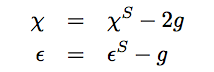 χ = χ^S − 2g
ϵ = ϵ^S − g